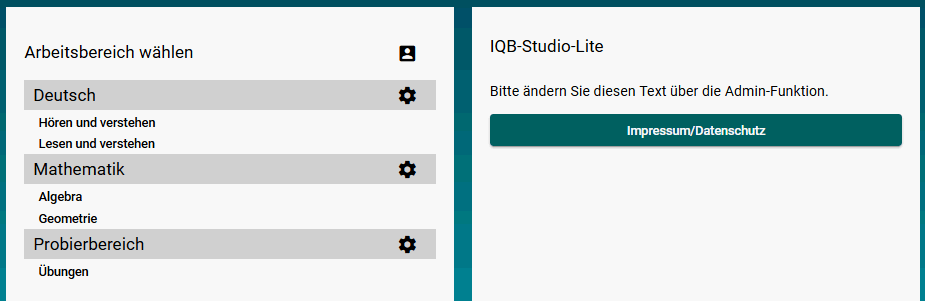 Arbeitsbereich wählen
Deutsch
Hören und verstehen
Lesen und verstehen
Mathematik
Algebra
Geometrie
Probierbereich
Übungen
IQB-Studio-Lite
Bitte ändern Sie diesen Text über die Admin-Funktion.
Impressum/Datenschutz